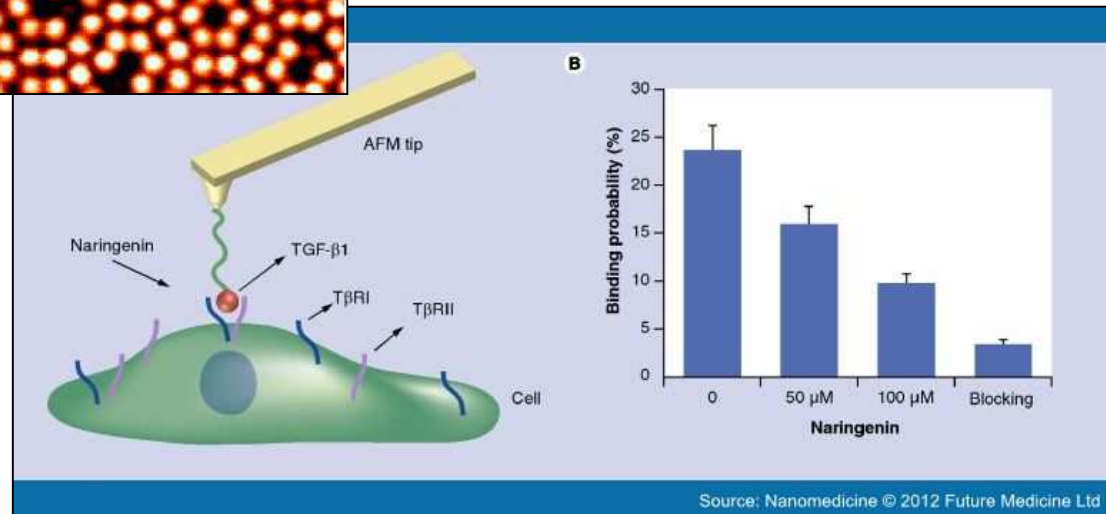 AFM tip
Naringenin
TGF-β1
TβRI
TβRII
Cell
B
Binding probability (%)
30
25
20
15
10
5
0
0
50 μM
100 μM
Blocking
Naringenin
Source: Nanomedicine © 2012 Future Medicine Ltd